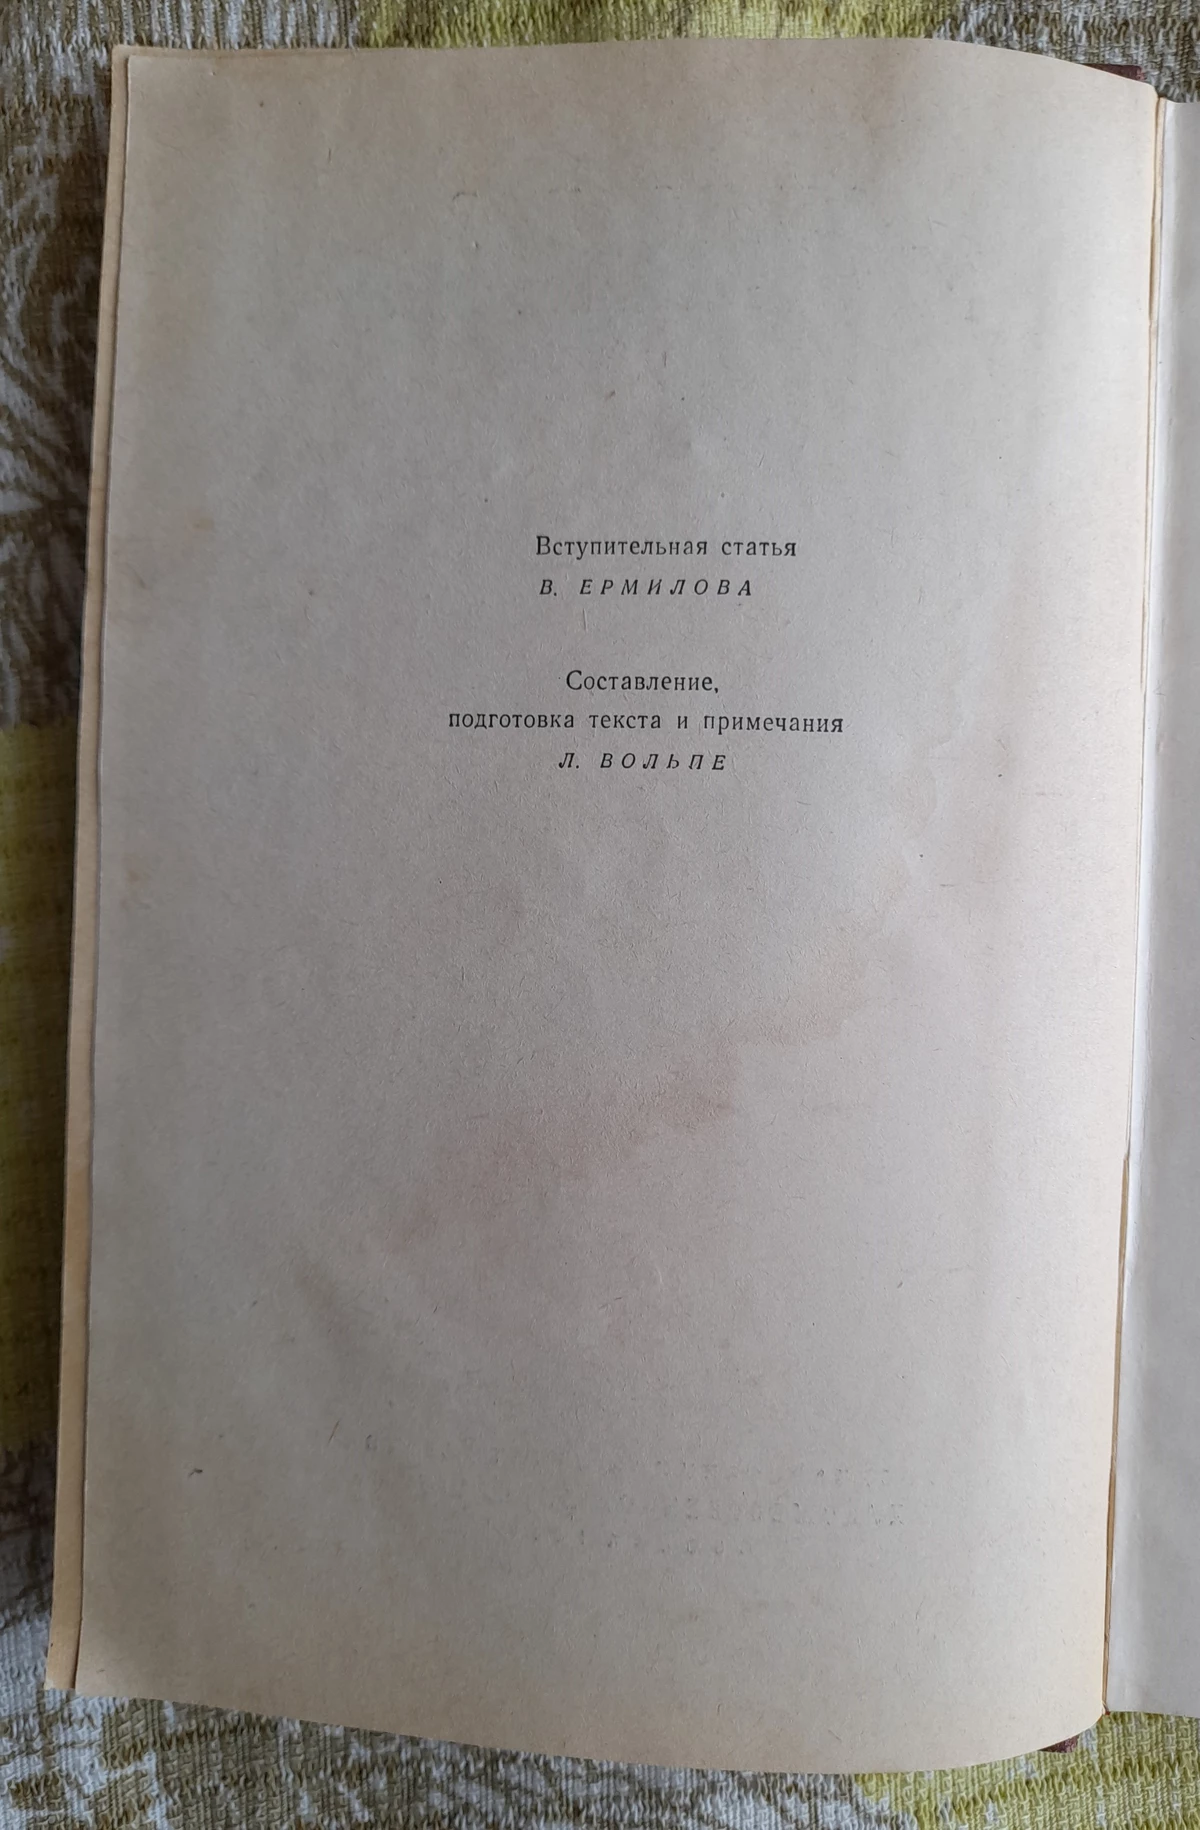 Вступительная статья
В. ЕРМИЛОВА
Составление,
подготовка текста и примечания
Л. ВОЛЬПЕ